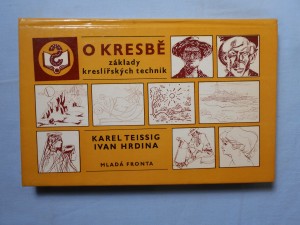 O KRESBĚ
základy
kreslířských technik
KAREL TEISSIG
IVAN HRDINA
MLADÁ FRONTA